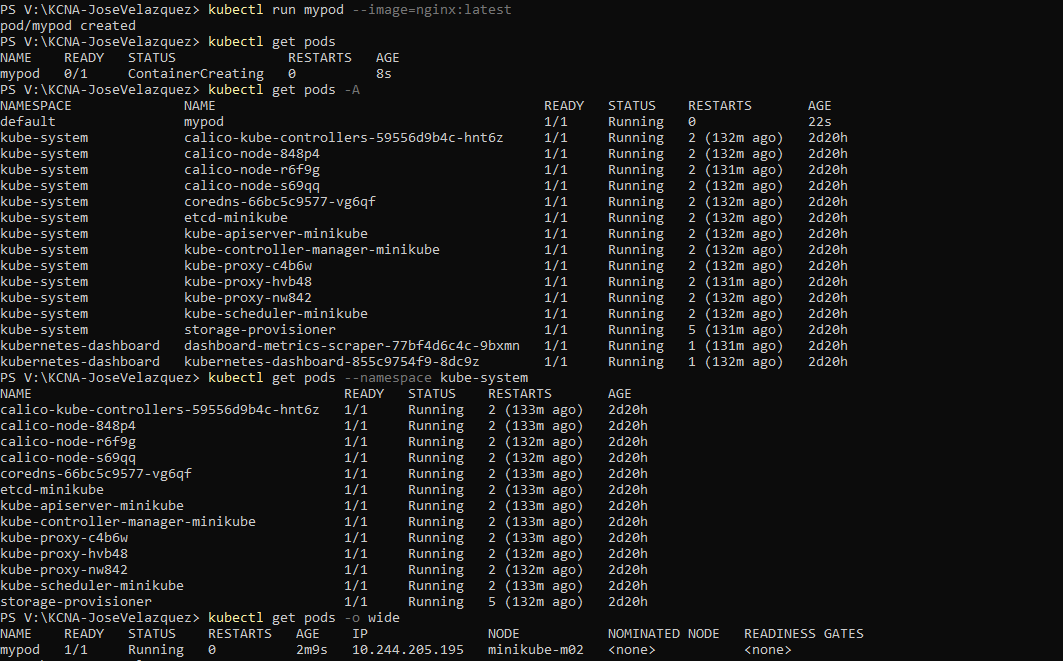 PS V:\KCNA-JoseVelazquez> kubectl run mypod --image=nginx:latest
pod/mypod created
PS V:\KCNA-JoseVelazquez> kubectl get pods
NAME    READY   STATUS              RESTARTS   AGE
mypod   0/1     ContainerCreating   0          8s
PS V:\KCNA-JoseVelazquez> kubectl get pods -A
NAMESPACE              NAME                                         READY   STATUS    RESTARTS       AGE
default                mypod                                        1/1     Running   0              22s
kube-system            calico-kube-controllers-59556d9b4c-hnt6z     1/1     Running   2 (132m ago)   2d20h
kube-system            calico-node-848p4                            1/1     Running   2 (132m ago)   2d20h
kube-system            calico-node-r6f9g                            1/1     Running   2 (131m ago)   2d20h
kube-system            calico-node-s69qq                            1/1     Running   2 (132m ago)   2d20h
kube-system            coredns-66bc5c9577-vg6qf                     1/1     Running   2 (132m ago)   2d20h
kube-system            etcd-minikube                                1/1     Running   2 (132m ago)   2d20h
kube-system            kube-apiserver-minikube                      1/1     Running   2 (132m ago)   2d20h
kube-system            kube-controller-manager-minikube             1/1     Running   2 (132m ago)   2d20h
kube-system            kube-proxy-c4b6w                             1/1     Running   2 (132m ago)   2d20h
kube-system            kube-proxy-hvb48                             1/1     Running   2 (131m ago)   2d20h
kube-system            kube-proxy-nw842                             1/1     Running   2 (132m ago)   2d20h
kube-system            kube-scheduler-minikube                      1/1     Running   2 (132m ago)   2d20h
kube-system            storage-provisioner                          1/1     Running   5 (131m ago)   2d20h
kubernetes-dashboard   dashboard-metrics-scraper-77bf4d6c4c-9bxmn   1/1     Running   1 (131m ago)   2d20h
kubernetes-dashboard   kubernetes-dashboard-855c9754f9-8dc9z        1/1     Running   1 (132m ago)   2d20h
PS V:\KCNA-JoseVelazquez> kubectl get pods --namespace kube-system
NAME                                       READY   STATUS    RESTARTS       AGE
calico-kube-controllers-59556d9b4c-hnt6z   1/1     Running   2 (133m ago)   2d20h
calico-node-848p4                          1/1     Running   2 (133m ago)   2d20h
calico-node-r6f9g                          1/1     Running   2 (132m ago)   2d20h
calico-node-s69qq                          1/1     Running   2 (132m ago)   2d20h
coredns-66bc5c9577-vg6qf                   1/1     Running   2 (133m ago)   2d20h
etcd-minikube                              1/1     Running   2 (133m ago)   2d20h
kube-apiserver-minikube                    1/1     Running   2 (133m ago)   2d20h
kube-controller-manager-minikube           1/1     Running   2 (133m ago)   2d20h
kube-proxy-c4b6w                           1/1     Running   2 (133m ago)   2d20h
kube-proxy-hvb48                           1/1     Running   2 (132m ago)   2d20h
kube-proxy-nw842                           1/1     Running   2 (132m ago)   2d20h
kube-scheduler-minikube                    1/1     Running   2 (133m ago)   2d20h
storage-provisioner                        1/1     Running   5 (132m ago)   2d20h
PS V:\KCNA-JoseVelazquez> kubectl get pods -o wide
NAME    READY   STATUS    RESTARTS   AGE    IP               NODE           NOMINATED NODE   READINESS GATES
mypod   1/1     Running   0          2m9s   10.244.205.195   minikube-m02   <none>           <none>